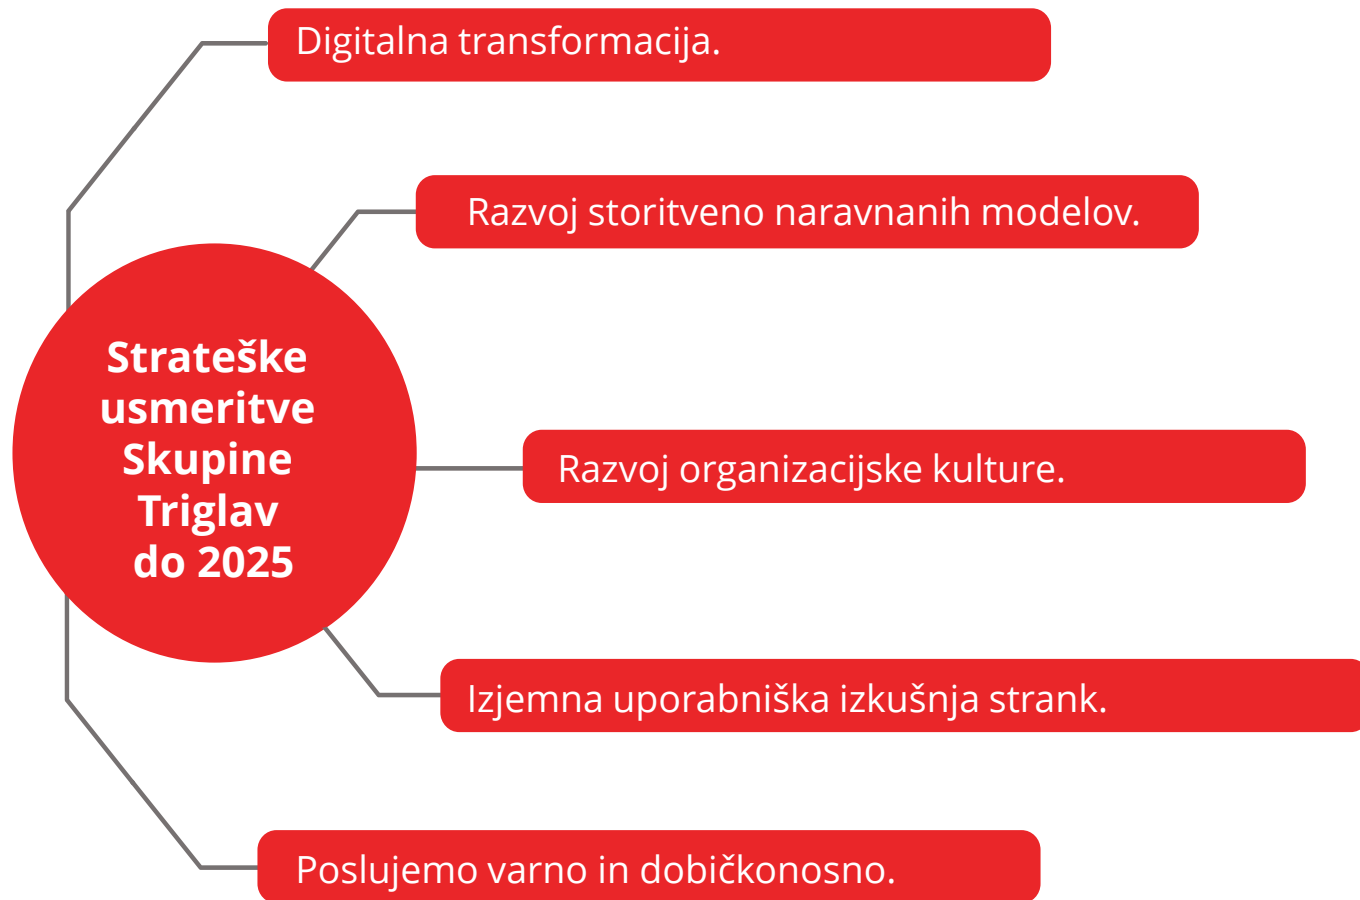 Digitalna transformacija.
Razvoj storitveno naravnanih modelov.
Strateške
usmeritve
Skupine
Triglav
do 2025
Razvoj organizacijske kulture.
Izjemna uporabniška izkušnja strank.
Poslujemo varno in dobičkonosno.